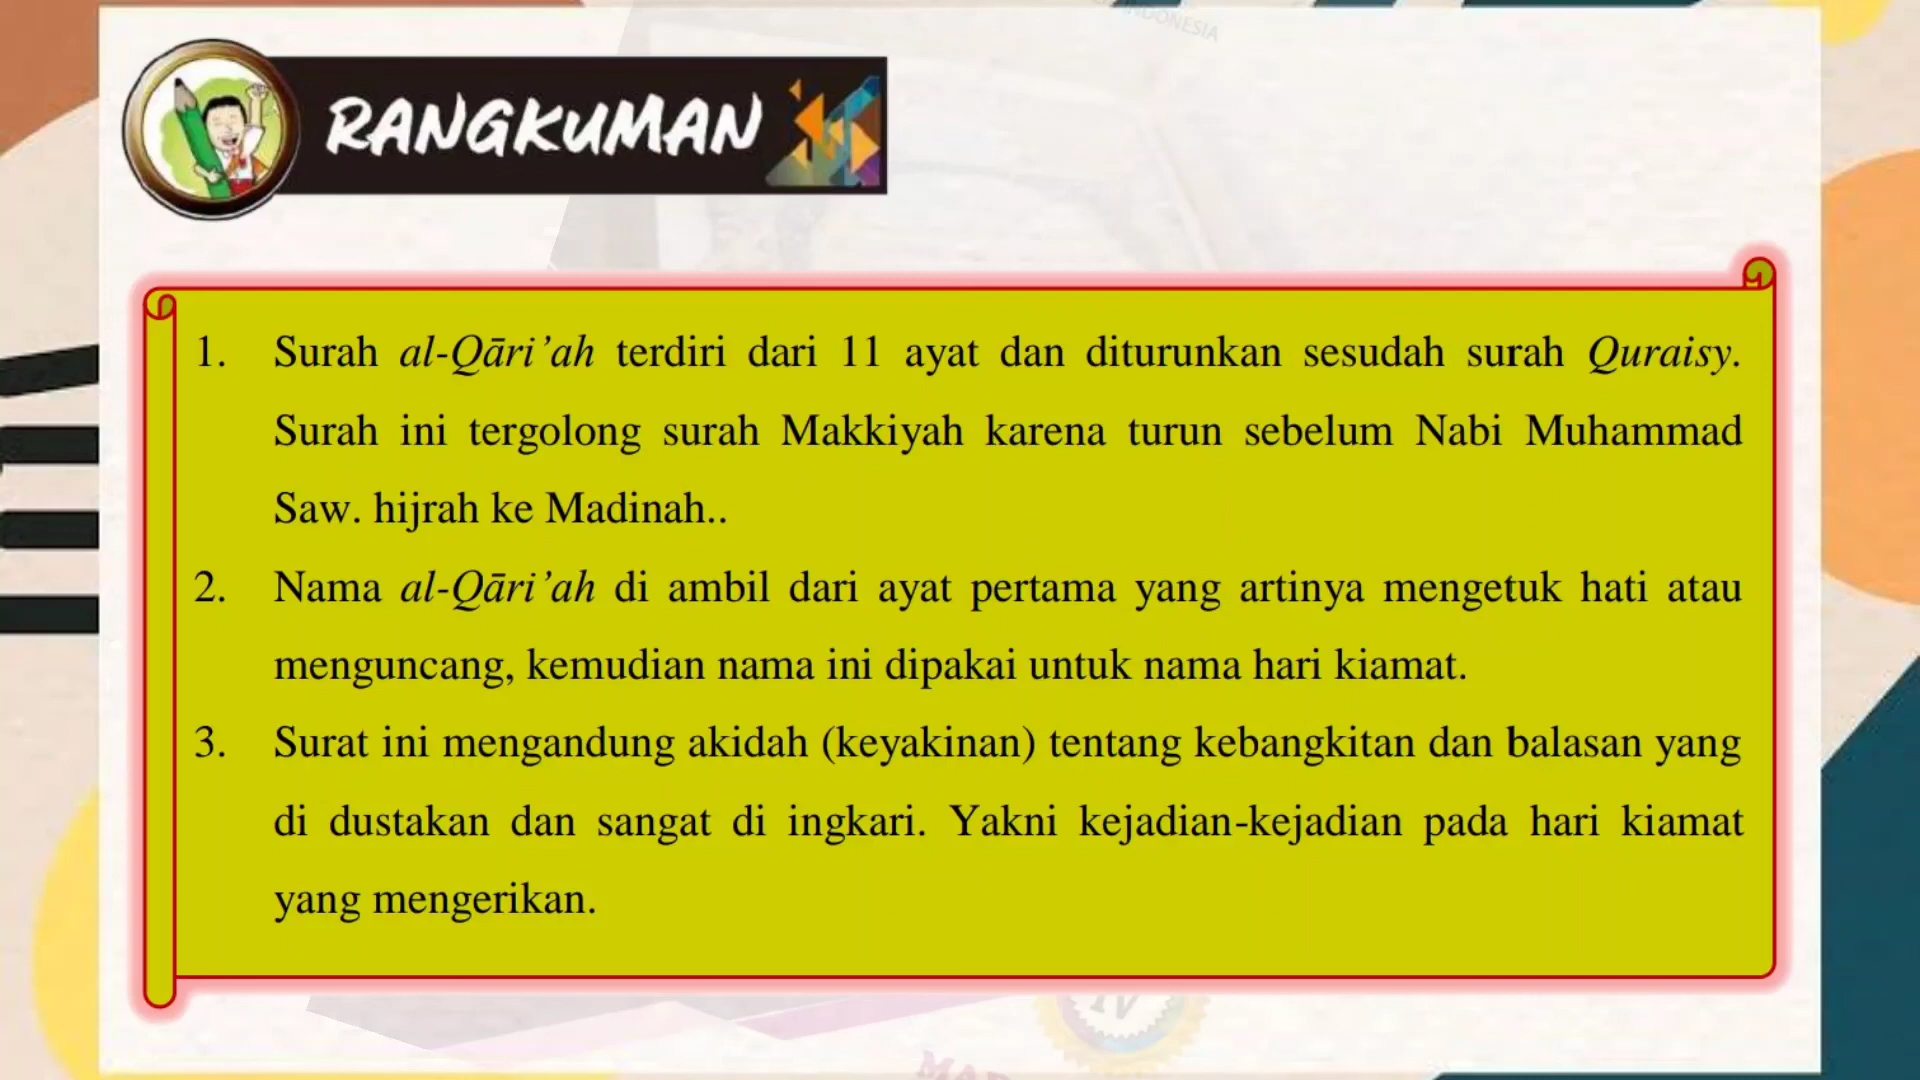 INDONESIA
RANGKUMAN
1. Surah al-Qāri’ah terdiri dari 11 ayat dan diturunkan sesudah surah Quraisy.
Surah ini tergolong surah Makkiyah karena turun sebelum Nabi Muhammad
Saw. hijrah ke Madinah..
2. Nama al-Qāri’ah di ambil dari ayat pertama yang artinya mengetuk hati atau
menguncang, kemudian nama ini dipakai untuk nama hari kiamat.
3. Surat ini mengandung akidah (keyakinan) tentang kebangkitan dan balasan yang
di dustakan dan sangat di ingkari. Yakni kejadian-kejadian pada hari kiamat
yang mengerikan.
IV